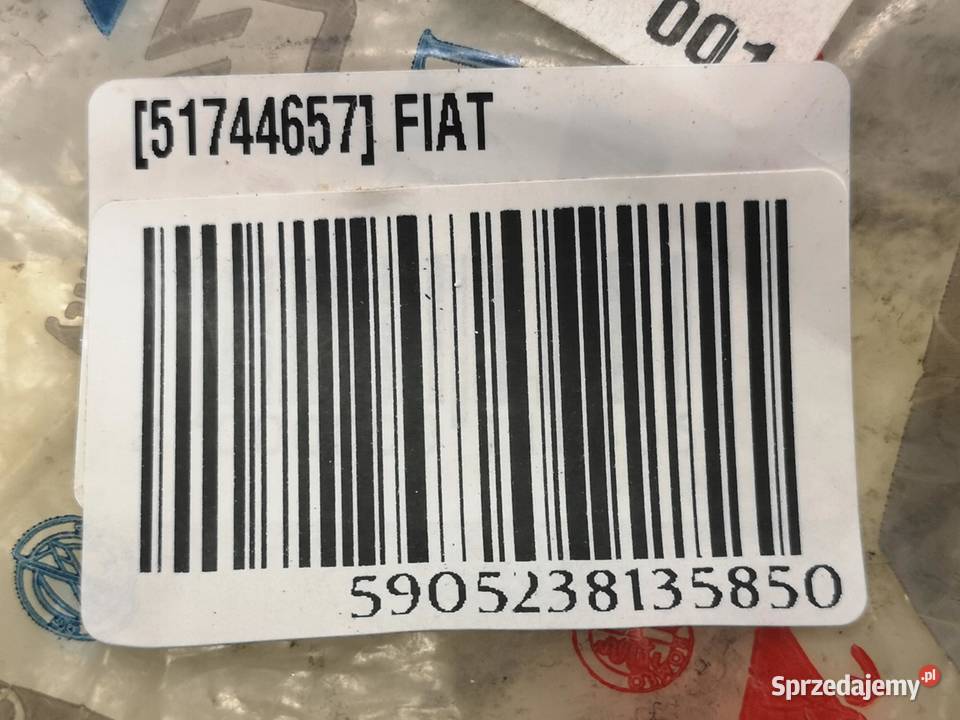 001
[51744657] FIAT
5905238135850
Sprzedajemy.pl